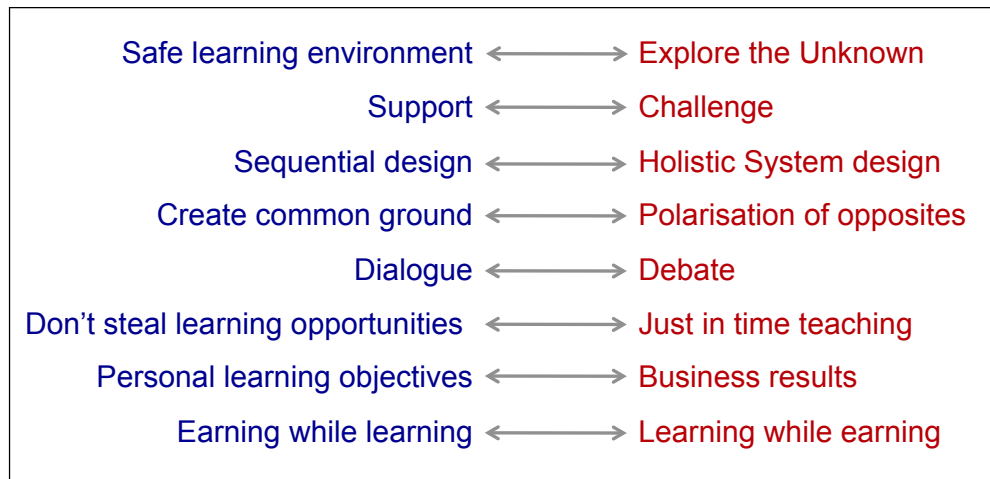 Safe learning environment Explore the Unknown
Support Challenge
Sequential design Holistic System design
Create common ground Polarisation of opposites
Dialogue Debate
Don’t steal learning opportunities Just in time teaching
Personal learning objectives Business results
Earning while learning Learning while earning